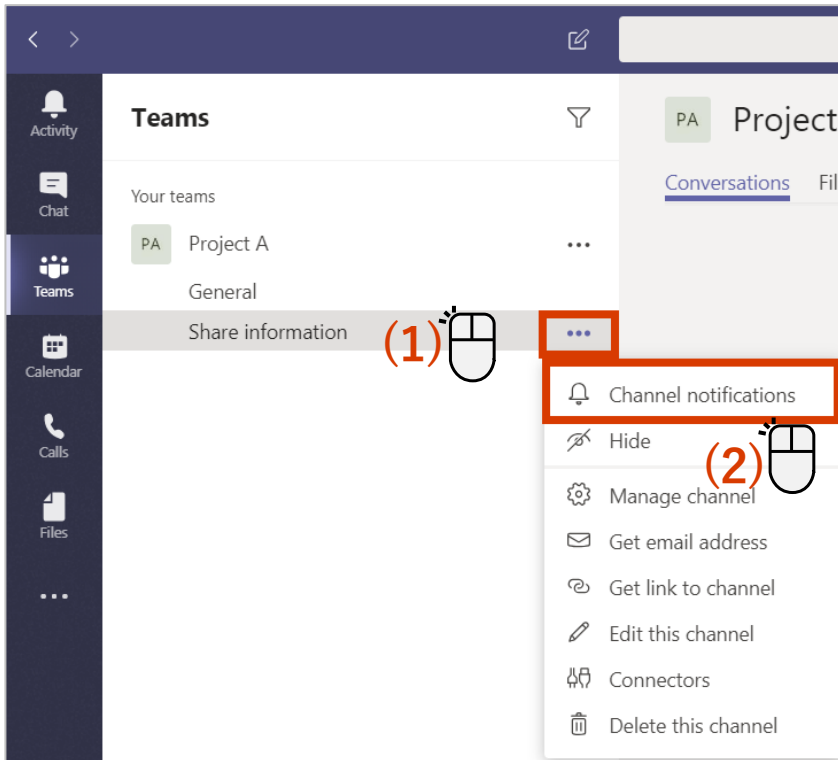 Activity
Chat
Teams
Calendar
Calls
Files
Teams
Your teams
PA Project A
General
Share information
(1)
PA Project
Conversations Fil
Channel notifications
Hide
(2)
Manage channel
Get email address
Get link to channel
Edit this channel
Connectors
Delete this channel